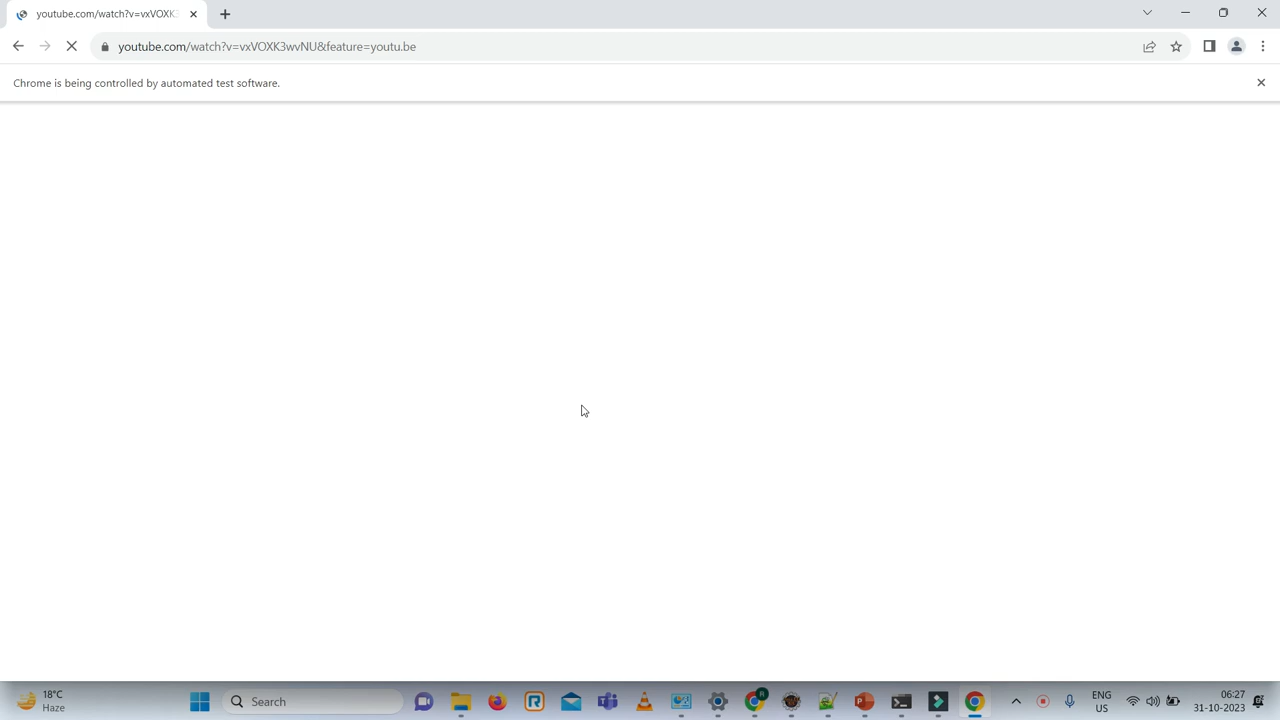 youtube.com/watch?v=vxVOXK3
youtube.com/watch?v=vxVOXK3wvNU&feature=youtu.be
Chrome is being controlled by automated test software.
18°C
Haze
Search
R
R
ENG
US
06:27
31-10-2023